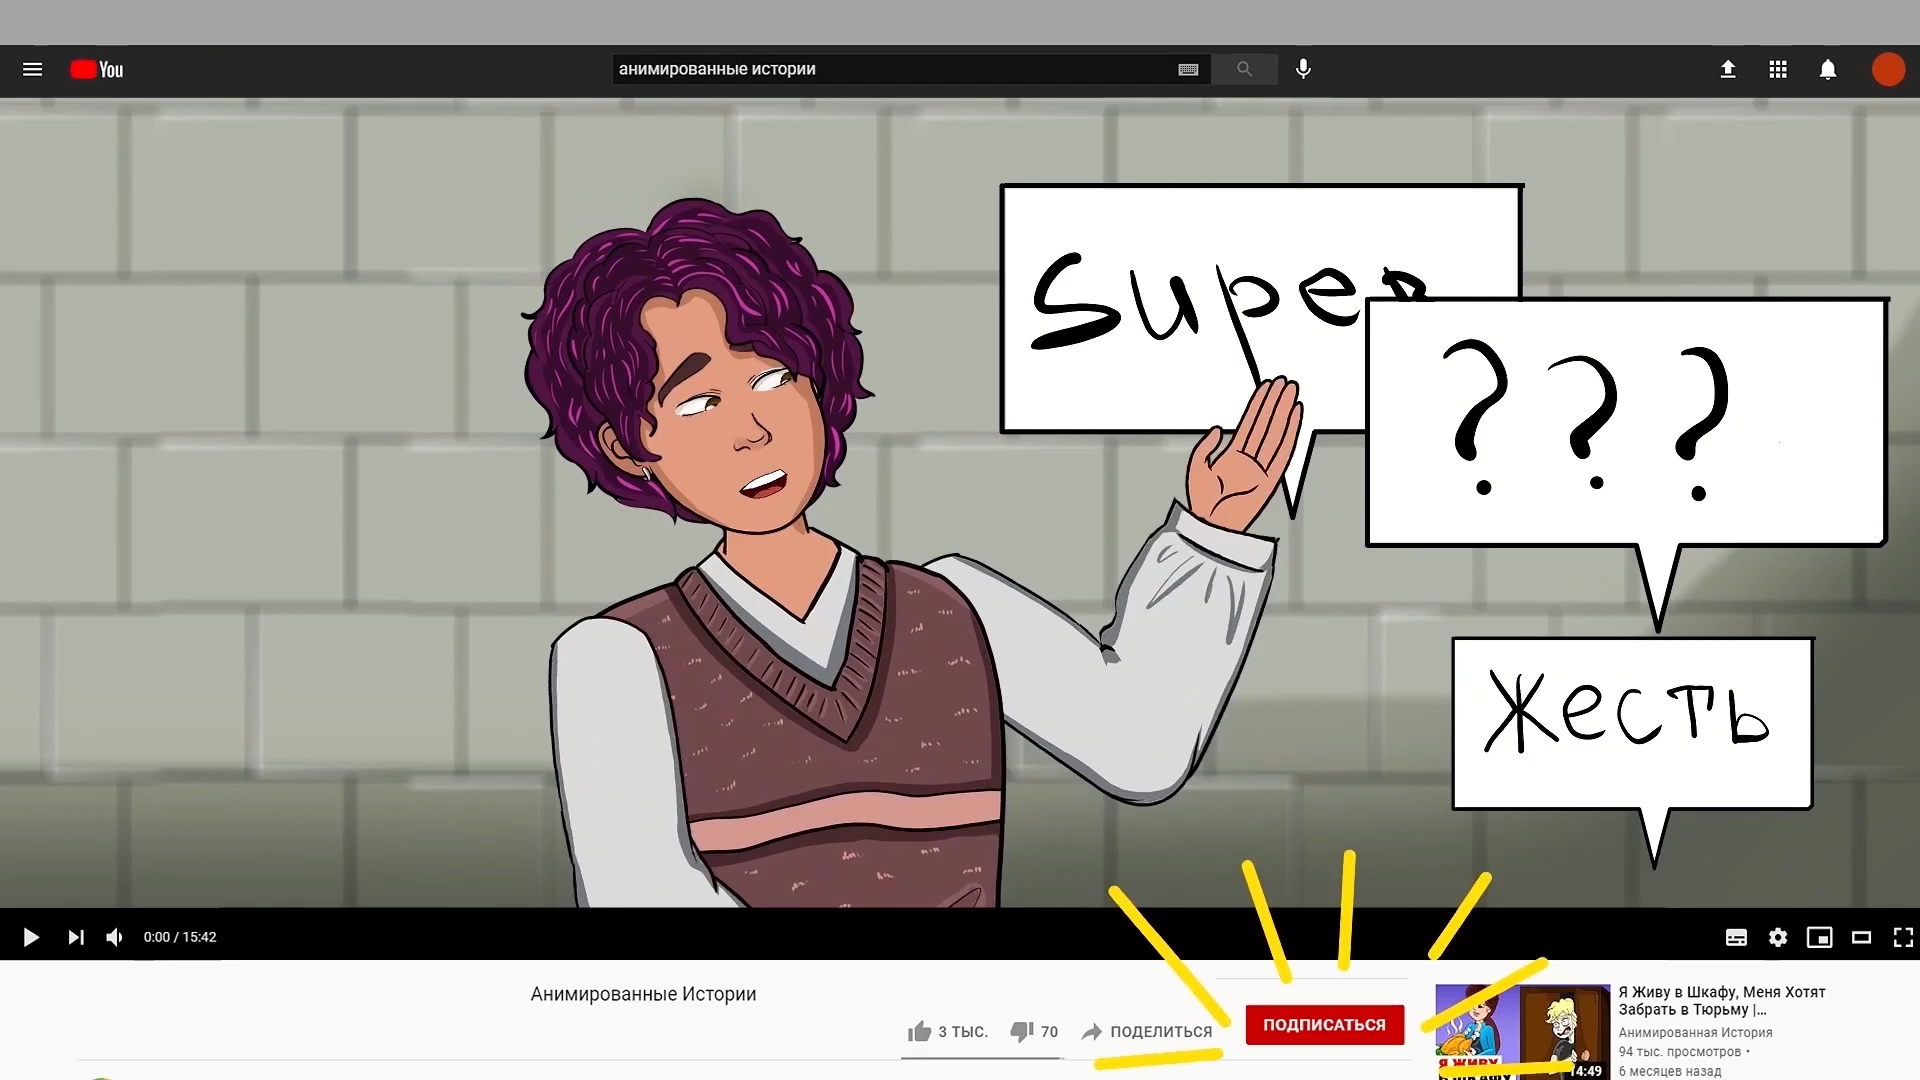 You
анимированные истории
super
? ? ?
жесть
0:00 / 15:42
Анимированные Истории
3 ТЫС.
70
ПОДЕЛИТЬСЯ
ПОДПИСАТЬСЯ
Я ЖИВУ
14:49
Я Живу в Шкафу, Меня Хотят
Забрать в Тюрьму |...
Анимированная История
94 тыс. просмотров •
6 месяцев назад